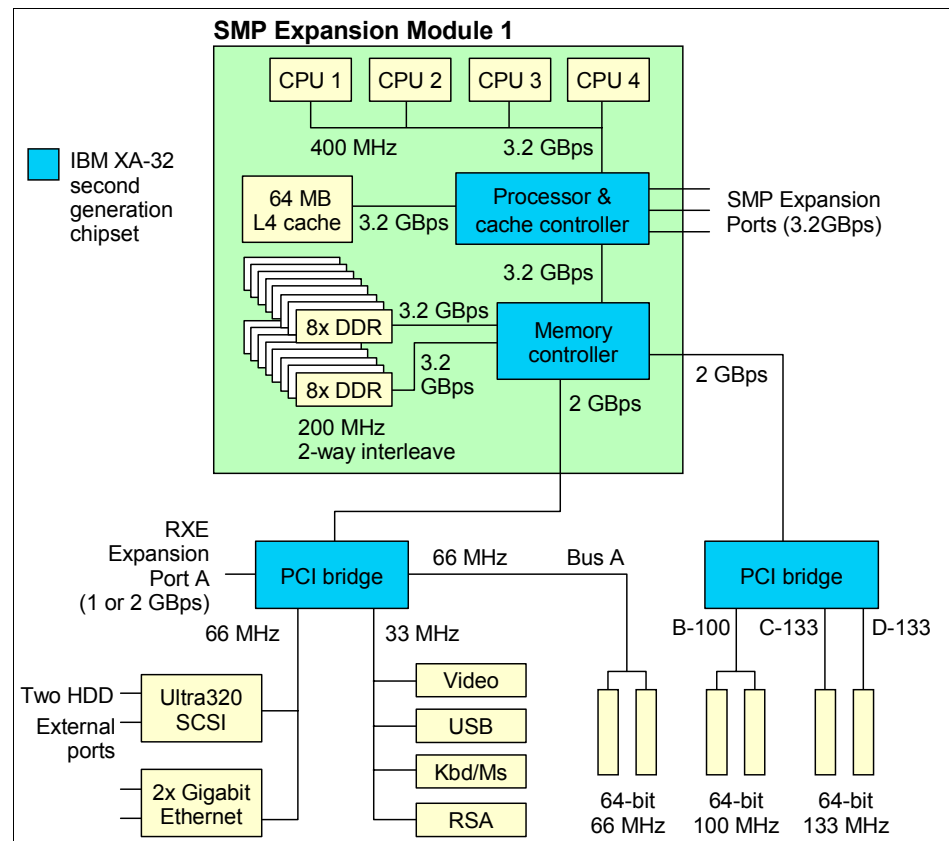 SMP Expansion Module 1
CPU 1
CPU 2
CPU 3
CPU 4
400 MHz
3.2 GBps
IBM XA-32
second
generation
chipset
64 MB
L4 cache
3.2 GBps
Processor &
cache controller
SMP Expansion
Ports (3.2GBps)
3.2 GBps
8x DDR
3.2 GBps
Memory
controller
8x DDR
3.2
GBps
2 GBps
2 GBps
200 MHz
2-way interleave
RXE
Expansion
Port A
(1 or 2 GBps)
PCI bridge
66 MHz
Bus A
PCI bridge
66 MHz
33 MHz
B-100
C-133
D-133
Two HDD
External
ports
Ultra320
SCSI
2x Gigabit
Ethernet
Video
USB
Kbd/Ms
RSA
64-bit
66 MHz
64-bit
100 MHz
64-bit
133 MHz